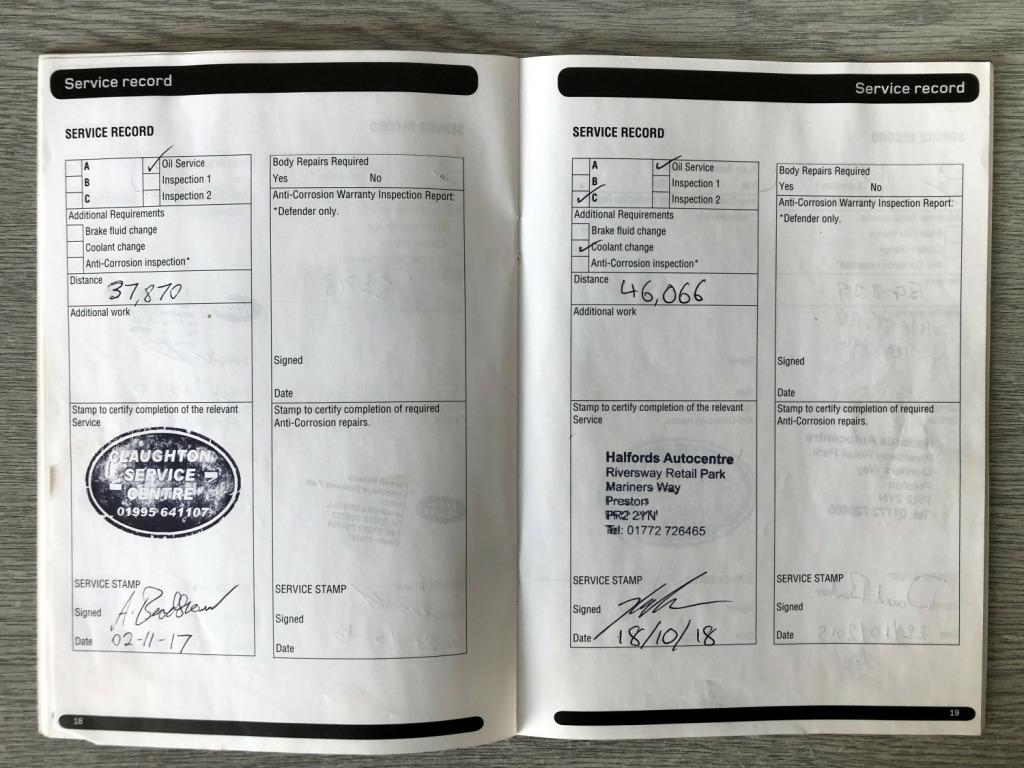 Service record
SERVICE RECORD
A
B
C
✓ Oil Service
Inspection 1
Inspection 2
Additional Requirements
Brake fluid change
Coolant change
Anti-Corrosion inspection*
Distance
37,870
Additional work
Stamp to certify completion of the relevant
Service
CLAUGHTON
SERVICE
CENTRE
01995 641107
SERVICE STAMP
Signed
Date 02-11-17
Body Repairs Required
Yes No
Anti-Corrosion Warranty Inspection Report:
*Defender only.
Signed
Date
Stamp to certify completion of required
Anti-Corrosion repairs.
SERVICE STAMP
Signed
Date
18
Service record
SERVICE RECORD
A
B
✓ C
✓ Oil Service
Inspection 1
Inspection 2
Additional Requirements
Brake fluid change
✓ Coolant change
Anti-Corrosion inspection*
Distance
46,066
Additional work
Stamp to certify completion of the relevant
Service
Halfords Autocentre
Riversway Retail Park
Mariners Way
Preston
PR2 2YN
Tel: 01772 726465
SERVICE STAMP
Signed
Date 18/10/18
Body Repairs Required
Yes No
Anti-Corrosion Warranty Inspection Report:
*Defender only.
Signed
Date
Stamp to certify completion of required
Anti-Corrosion repairs.
SERVICE STAMP
Signed
Date
19